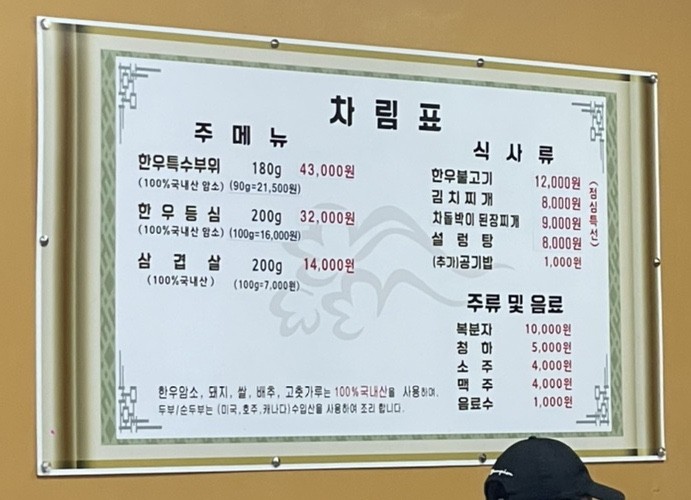 차림표
주메뉴
한우특수부위 180g 43,000원
(100%국내산 암소) (90g=21,500원)
한우등심 200g 32,000원
(100%국내산 암소) (100g=16,000원)
삼겹살 200g 14,000원
(100%국내산) (100g=7,000원)
식사류
한우불고기 12,000원
김치찌개 8,000원
차돌박이 된장찌개 9,000원
설렁탕 8,000원
(추가)공기밥 1,000원
(점심특선)
주류 및 음료
복분자 10,000원
청하 5,000원
소주 4,000원
맥주 4,000원
음료수 1,000원
한우암소, 돼지, 쌀, 배추, 고춧가루는 100%국내산을 사용하며,
두부/순두부는 (미국,호주,캐나다)수입산을 사용하여 조리 합니다.